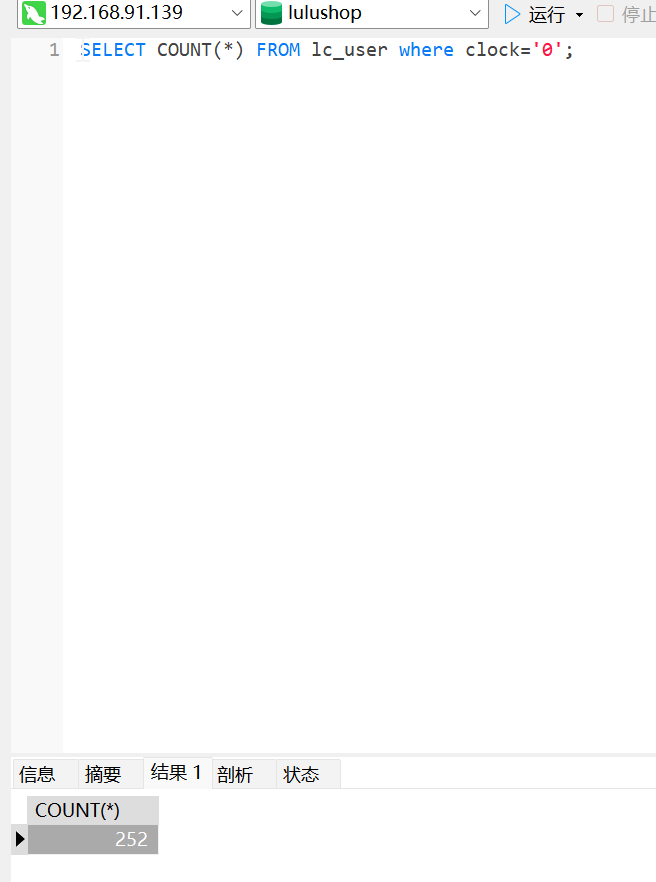 192.168.91.139 lulushop 运行 停止
1 SELECT COUNT(*) FROM lc_user where clock='0';
信息 摘要 结果 1 剖析 状态
COUNT(*)
252